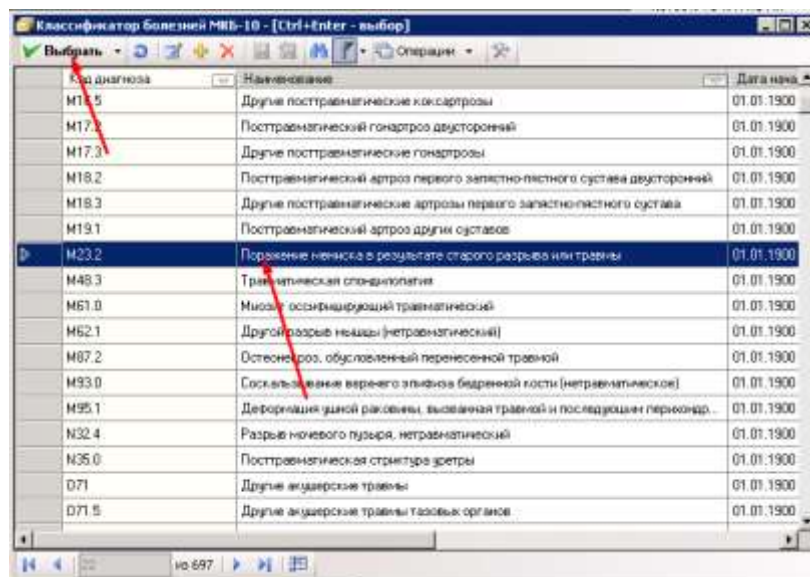 Классификатор болезней МКБ-10 - [Ctrl+Enter - выбор]
Выбрать Операции
Код диагноза Наименование Дата нача
M16.5 Другие посттравматические коксартрозы 01.01.1900
M17.2 Посттравматический гонартроз двусторонний 01.01.1900
M17.3 Другие посттравматические гонартрозы 01.01.1900
M18.2 Посттравматический артроз первого запястно-пястного сустава двусторонний 01.01.1900
M18.3 Другие посттравматические артрозы первого запястно-пястного сустава 01.01.1900
M19.1 Посттравматический артроз других суставов 01.01.1900
M23.2 Поражение мениска в результате старого разрыва или травмы 01.01.1900
M48.3 Травматическая спондилопатия 01.01.1900
M61.0 Миозит оссифицирующий травматический 01.01.1900
M62.1 Другой разрыв мышцы (нетравматический) 01.01.1900
M87.2 Остеонекроз, обусловленный перенесенной травмой 01.01.1900
M93.0 Соскальзывание верхнего эпифиза бедренной кости (нетравматическое) 01.01.1900
M95.1 Деформация ушной раковины, вызванная травмой и последующим перихондр... 01.01.1900
N32.4 Разрыв мочевого пузыря, нетравматический 01.01.1900
N35.0 Посттравматическая стриктура уретры 01.01.1900
O71 Другие акушерские травмы 01.01.1900
O71.5 Другие акушерские травмы тазовых органов 01.01.1900
из 697